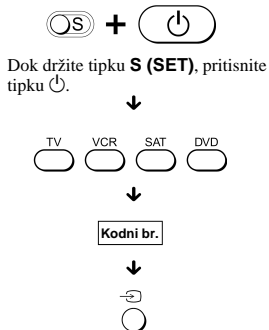 S
Dok držite tipku S (SET), pritisnite
tipku ⏻.
TV VCR SAT DVD
Kodni br.